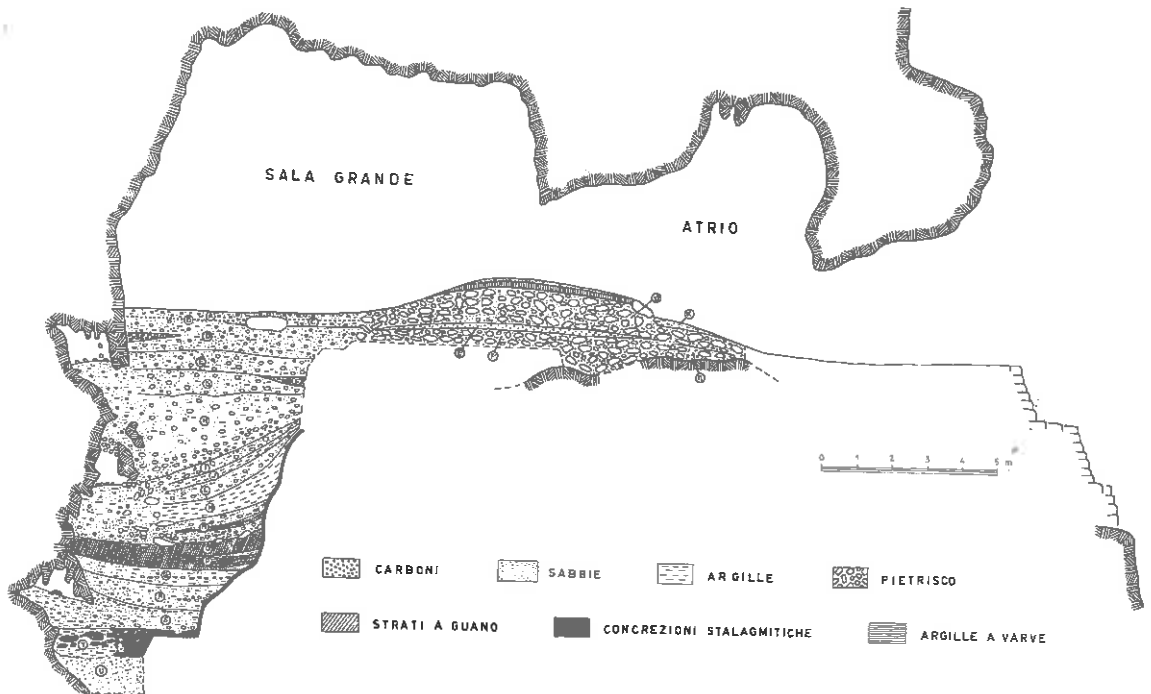 SALA GRANDE
ATRIO
0 1 2 3 4 5 m
CARBONI SABBIE ARGILLE PIETRISCO
STRATI A GUANO CONCREZIONI STALAGMITICHE ARGILLE A VARVE